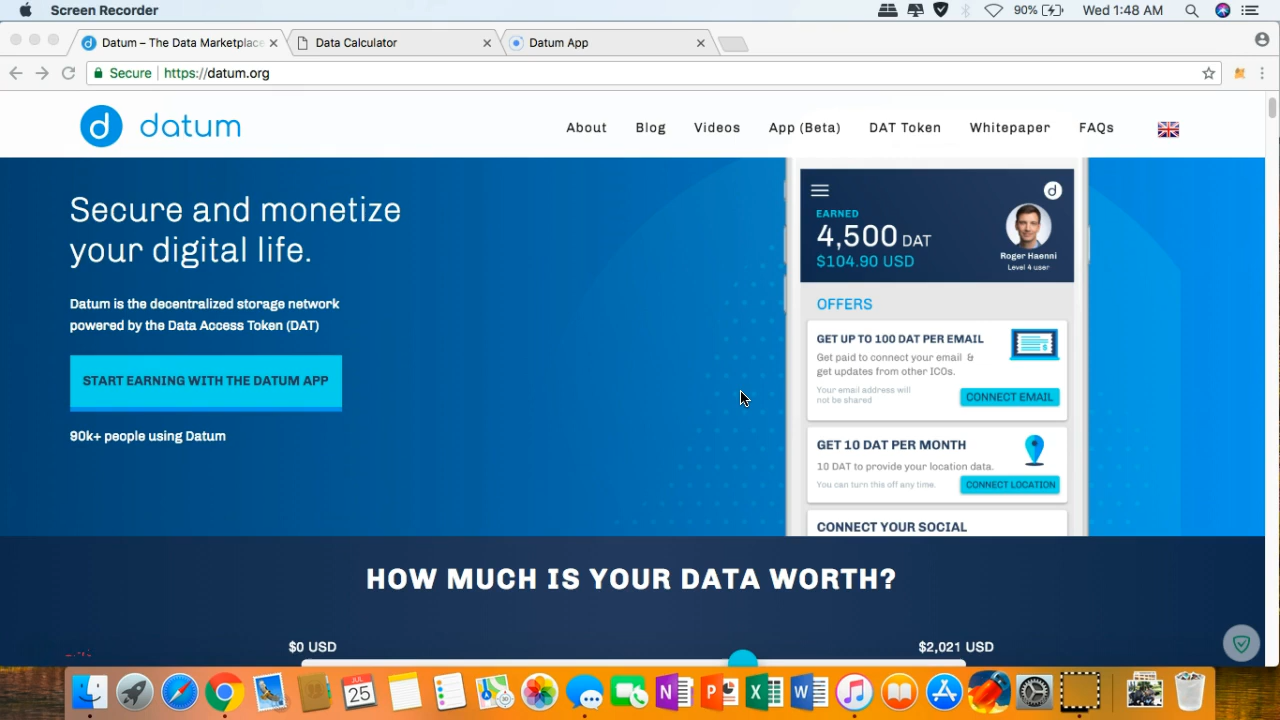 Screen Recorder
90%
Wed 1:48 AM
Datum – The Data Marketplace
Data Calculator
Datum App
Secure
https://datum.org
d datum
About
Blog
Videos
App (Beta)
DAT Token
Whitepaper
FAQs
Secure and monetize
your digital life.
Datum is the decentralized storage network
powered by the Data Access Token (DAT)
START EARNING WITH THE DATUM APP
90k+ people using Datum
d
EARNED
4,500 DAT
$104.90 USD
Roger Haenni
Level 4 user
OFFERS
GET UP TO 100 DAT PER EMAIL
Get paid to connect your email &
get updates from other ICOs.
Your email address will
not be shared
CONNECT EMAIL
GET 10 DAT PER MONTH
10 DAT to provide your location data.
You can turn this off any time.
CONNECT LOCATION
CONNECT YOUR SOCIAL
HOW MUCH IS YOUR DATA WORTH?
$0 USD
$2,021 USD
JUL
25
N
P
X
W